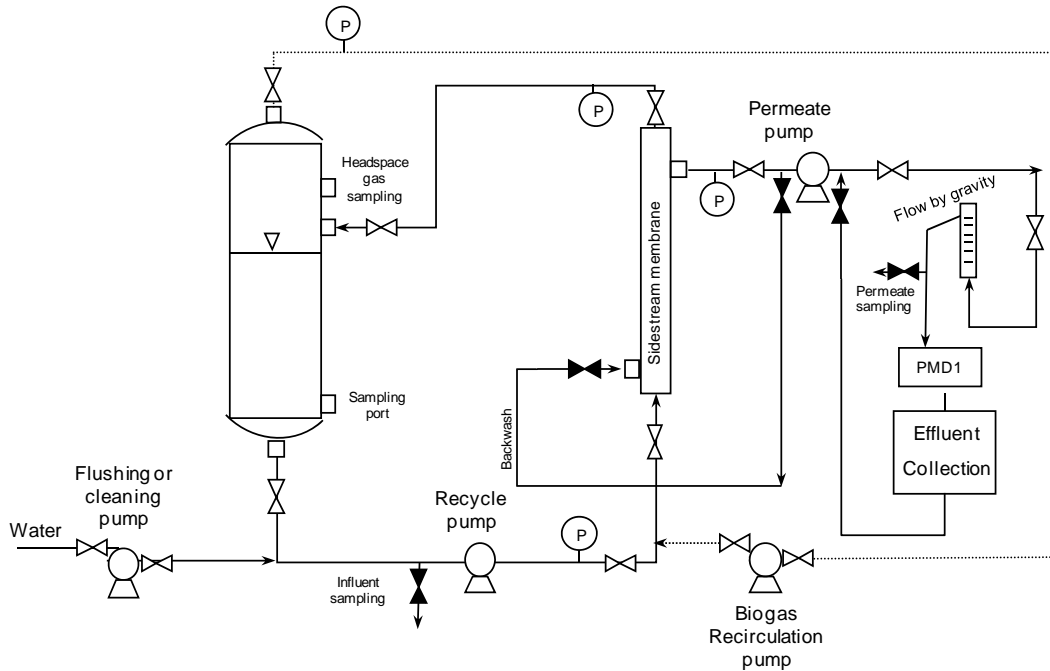 P
P
Permeate
pump
Headspace
gas
sampling
P
Flow by gravity
Sidestream membrane
Permeate
sampling
PMD1
Sampling
port
Backwash
Effluent
Collection
Flushing or
cleaning
pump
Recycle
pump
Water
P
Influent
sampling
Biogas
Recirculation
pump